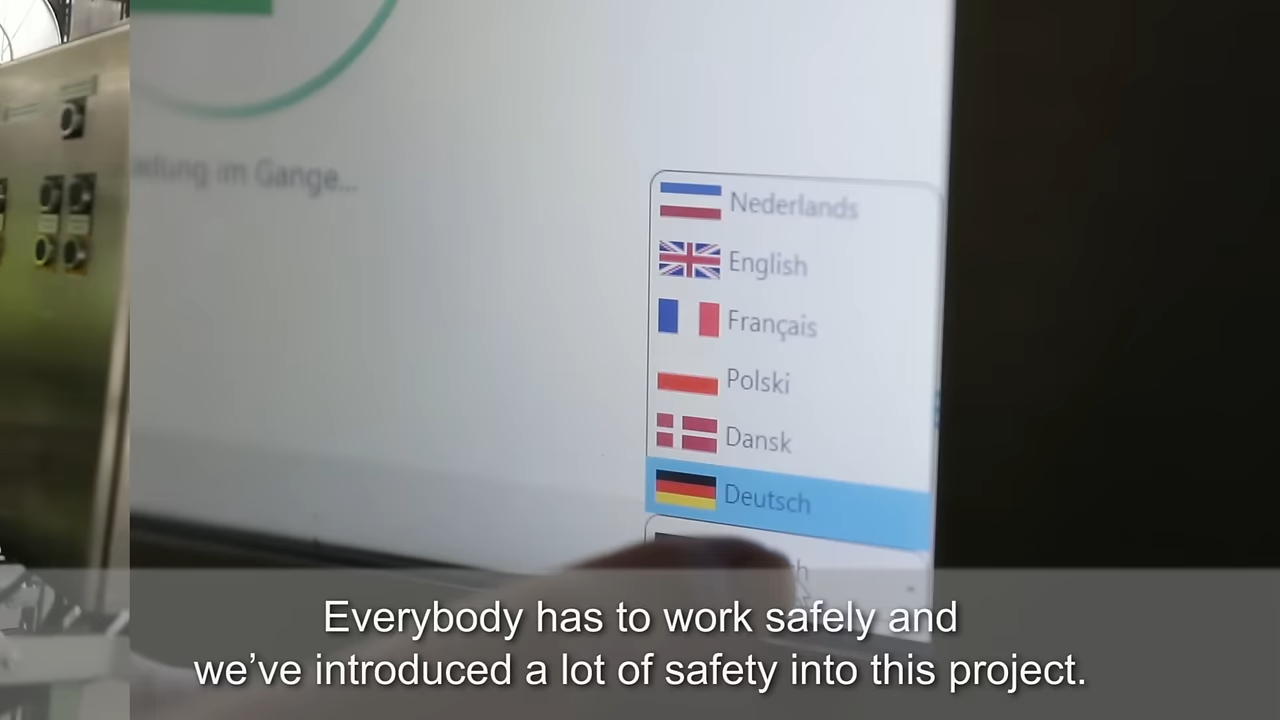 im Gange...
Nederlands
English
Français
Polski
Dansk
Deutsch
Everybody has to work safely and
we've introduced a lot of safety into this project.